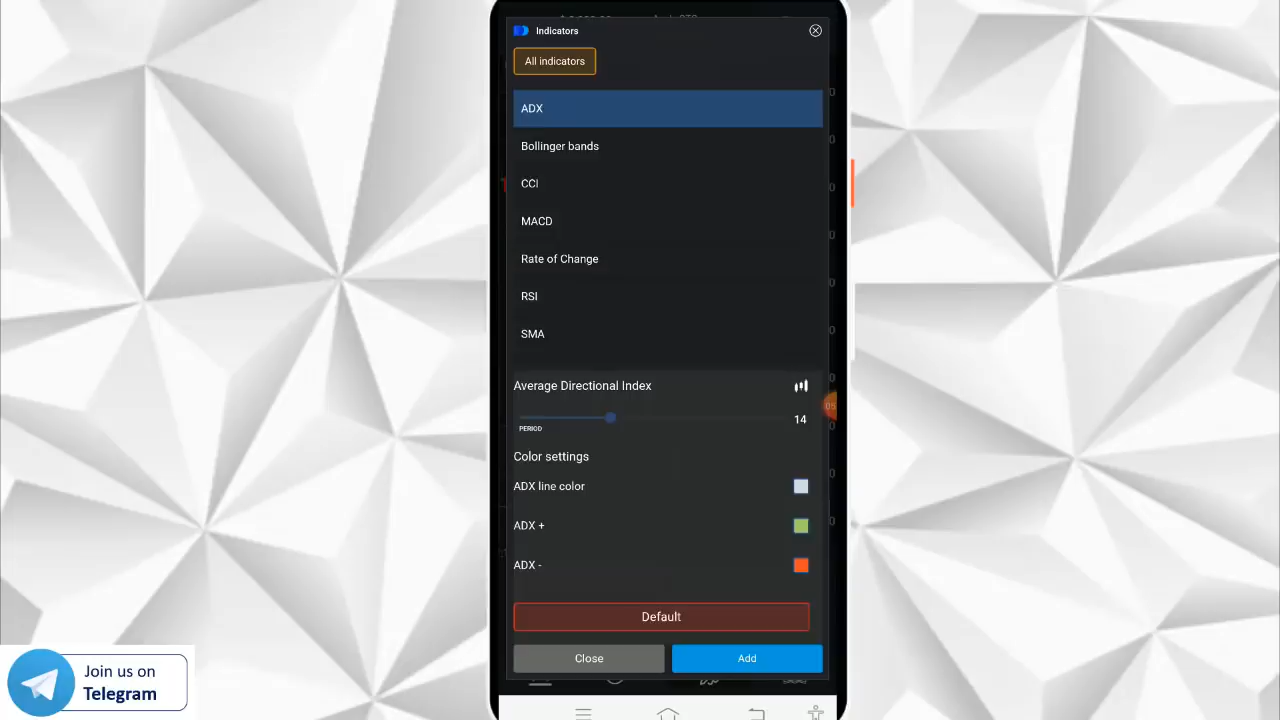 Indicators
All indicators
ADX
Bollinger bands
CCI
MACD
Rate of Change
RSI
SMA
Average Directional Index
14
PERIOD
Color settings
ADX line color
ADX +
ADX -
Default
Close
Add
Join us on
Telegram